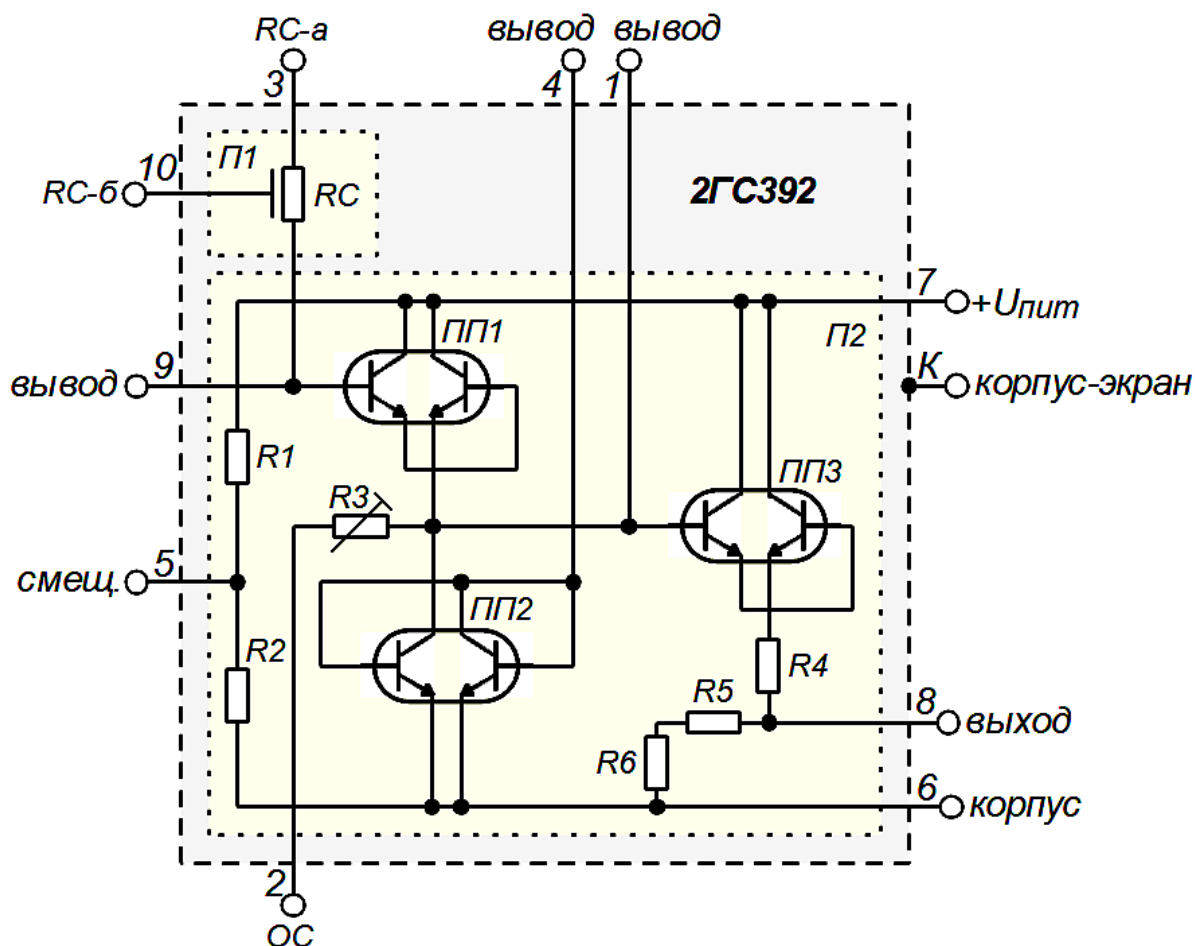 RC-а
вывод
вывод
3
4
1
10
П1
RC-б
RC
2ГС392
7
+Uпит
П2
ПП1
9
К
вывод
корпус-экран
R1
ПП3
R3
5
смещ.
ПП2
R2
R4
R5
8
выход
R6
6
корпус
2
ОС